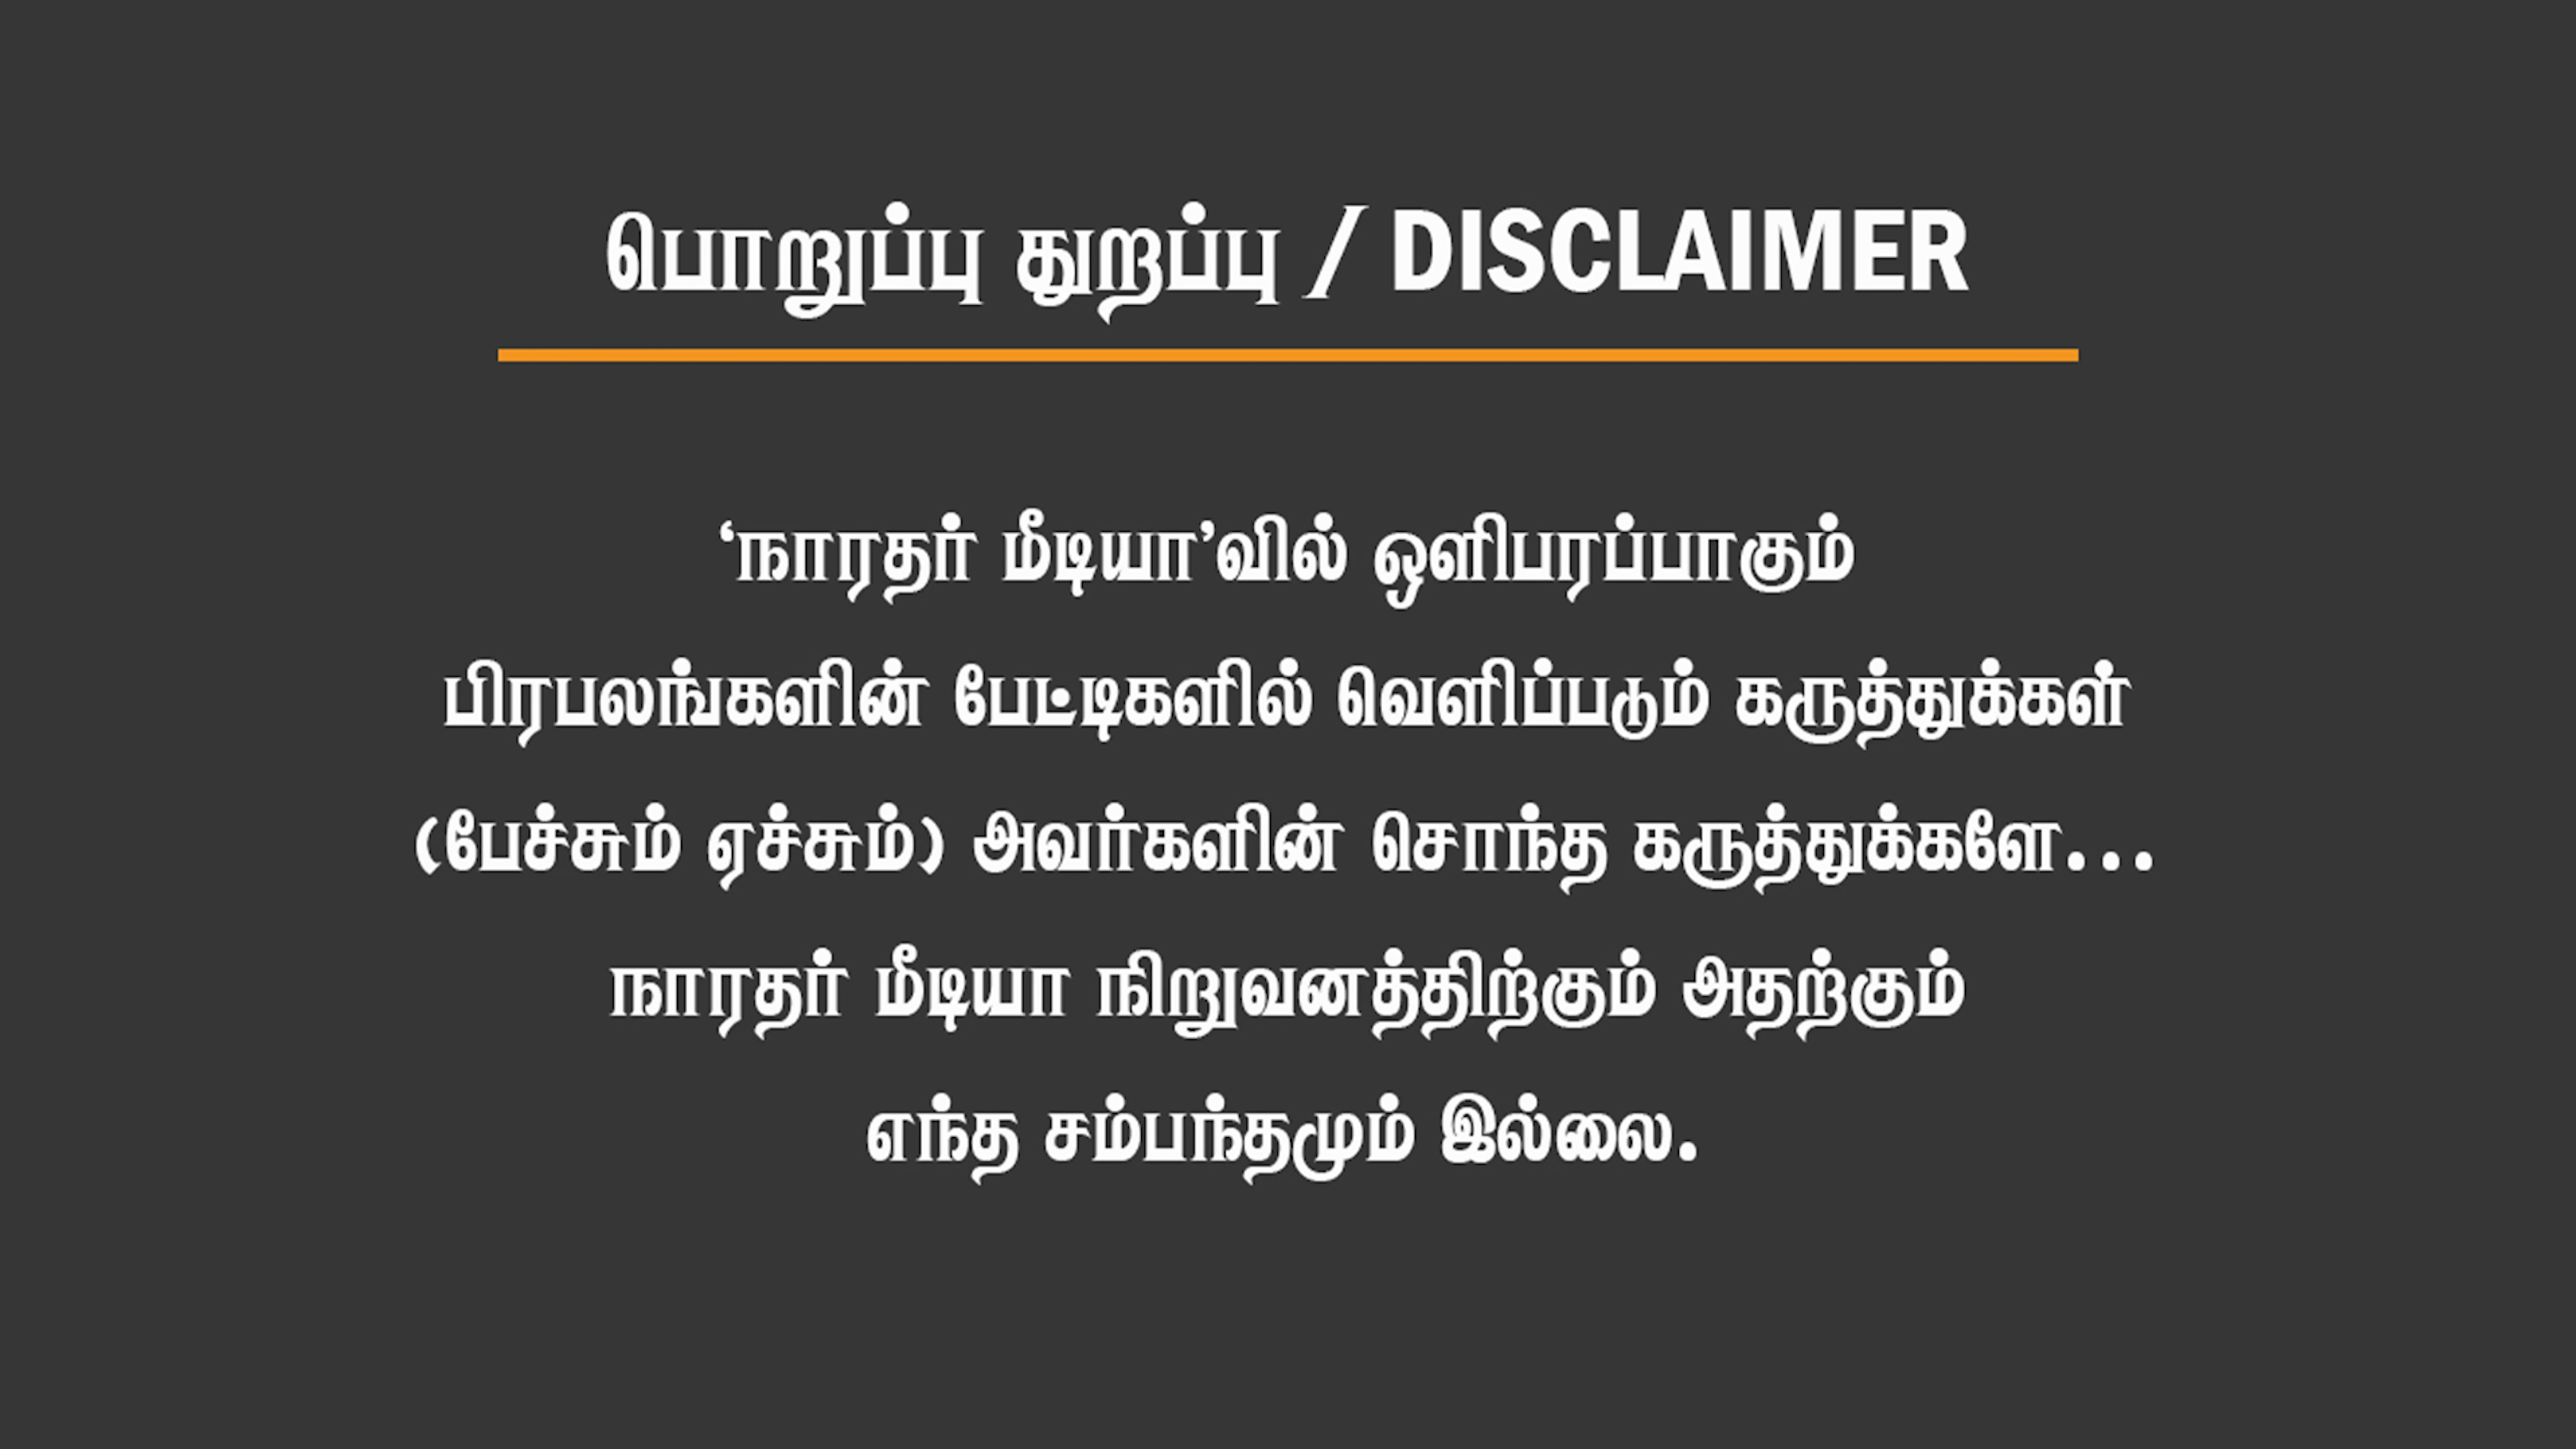 பொறுப்பு துறப்பு / DISCLAIMER
‘நாரதர் மீடியா’வில் ஒளிபரப்பாகும்
பிரபலங்களின் பேட்டிகளில் வெளிப்படும் கருத்துக்கள்
(பேச்சும் ஏச்சும்) அவர்களின் சொந்த கருத்துக்களே...
நாரதர் மீடியா நிறுவனத்திற்கும் அதற்கும்
எந்த சம்பந்தமும் இல்லை.